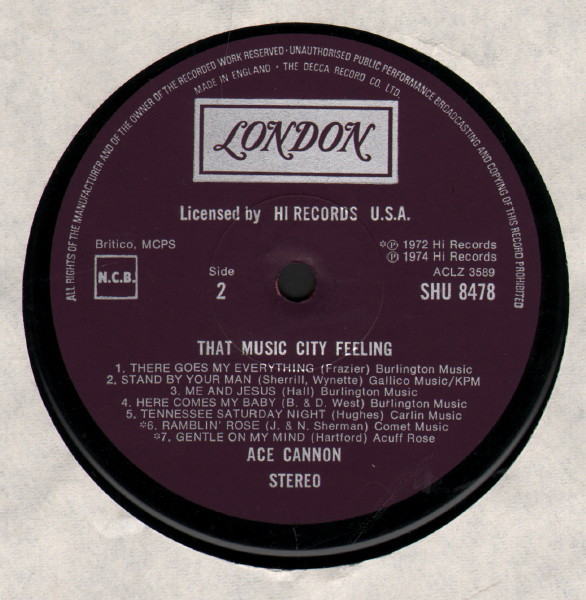 ALL RIGHTS OF THE MANUFACTURER AND OF THE OWNER OF THE RECORDED WORK RESERVED · UNAUTHORISED PUBLIC PERFORMANCE BROADCASTING AND COPYING OF THIS RECORD PROHIBITED
MADE IN ENGLAND · THE DECCA RECORD CO. LTD.
LONDON
Licensed by HI RECORDS U.S.A.
Britico, MCPS
*Ⓟ 1972 Hi Records
Ⓟ 1974 Hi Records
N.C.B.
Side
2
ACLZ 3589
SHU 8478
THAT MUSIC CITY FEELING
1. THERE GOES MY EVERYTHING (Frazier) Burlington Music
2. STAND BY YOUR MAN (Sherrill, Wynette) Gallico Music/KPM
3. ME AND JESUS (Hall) Burlington Music
4. HERE COMES MY BABY (B. & D. West) Burlington Music
5. TENNESSEE SATURDAY NIGHT (Hughes) Carlin Music
*6. RAMBLIN' ROSE (J. & N. Sherman) Comet Music
*7. GENTLE ON MY MIND (Hartford) Acuff Rose
ACE CANNON
STEREO